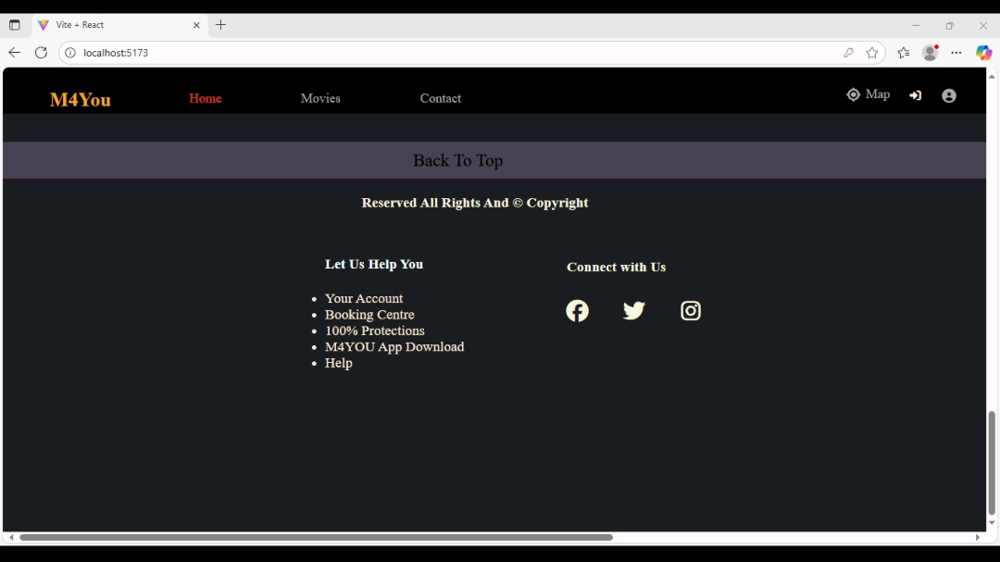 Vite + React
localhost:5173
M4You Home Movies Contact Map
Back To Top
Reserved All Rights And © Copyright
Let Us Help You
Your Account
Booking Centre
100% Protections
M4YOU App Download
Help
Connect with Us